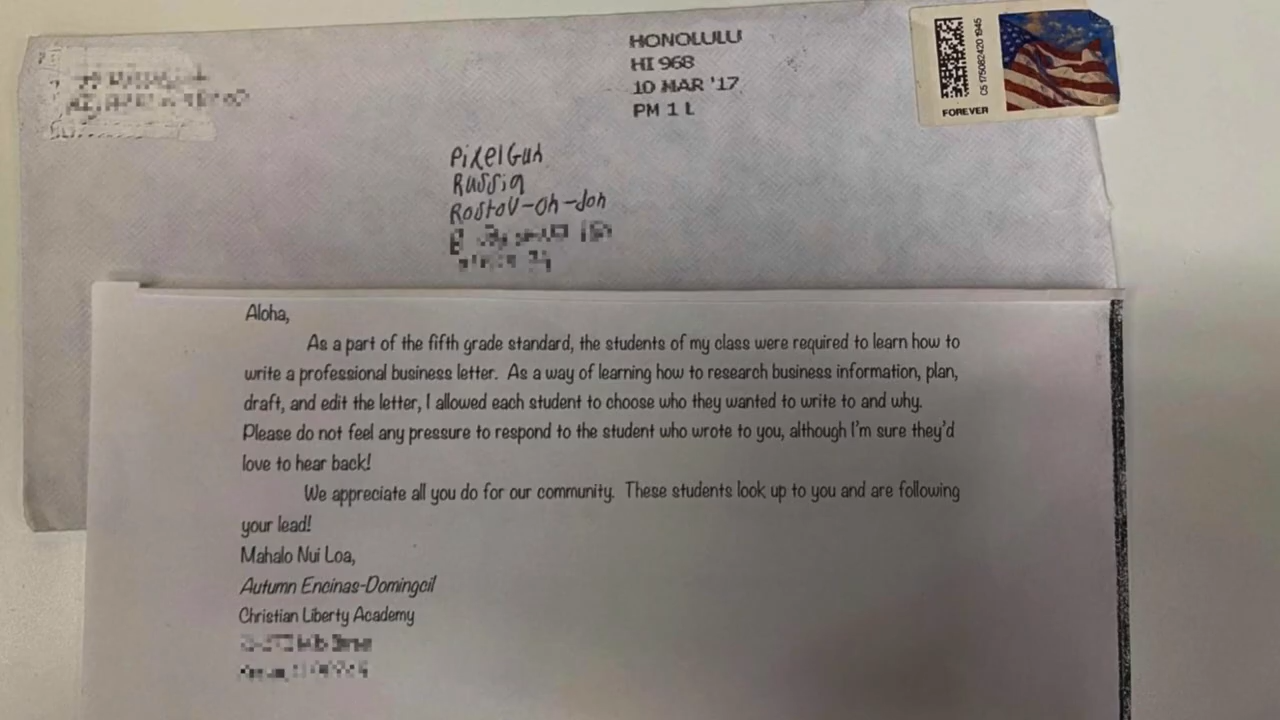 HONOLULU
HI 968
10 MAR '17
PM 1 L
C5 175082420 1945
FOREVER
PixelGun
Russia
Rostov-on-don
Aloha,
As a part of the fifth grade standard, the students of my class were required to learn how to
write a professional business letter. As a way of learning how to research business information, plan,
draft, and edit the letter, I allowed each student to choose who they wanted to write to and why.
Please do not feel any pressure to respond to the student who wrote to you, although I'm sure they'd
love to hear back!
We appreciate all you do for our community. These students look up to you and are following
your lead!
Mahalo Nui Loa,
Autumn Encinas-Domingcil
Christian Liberty Academy